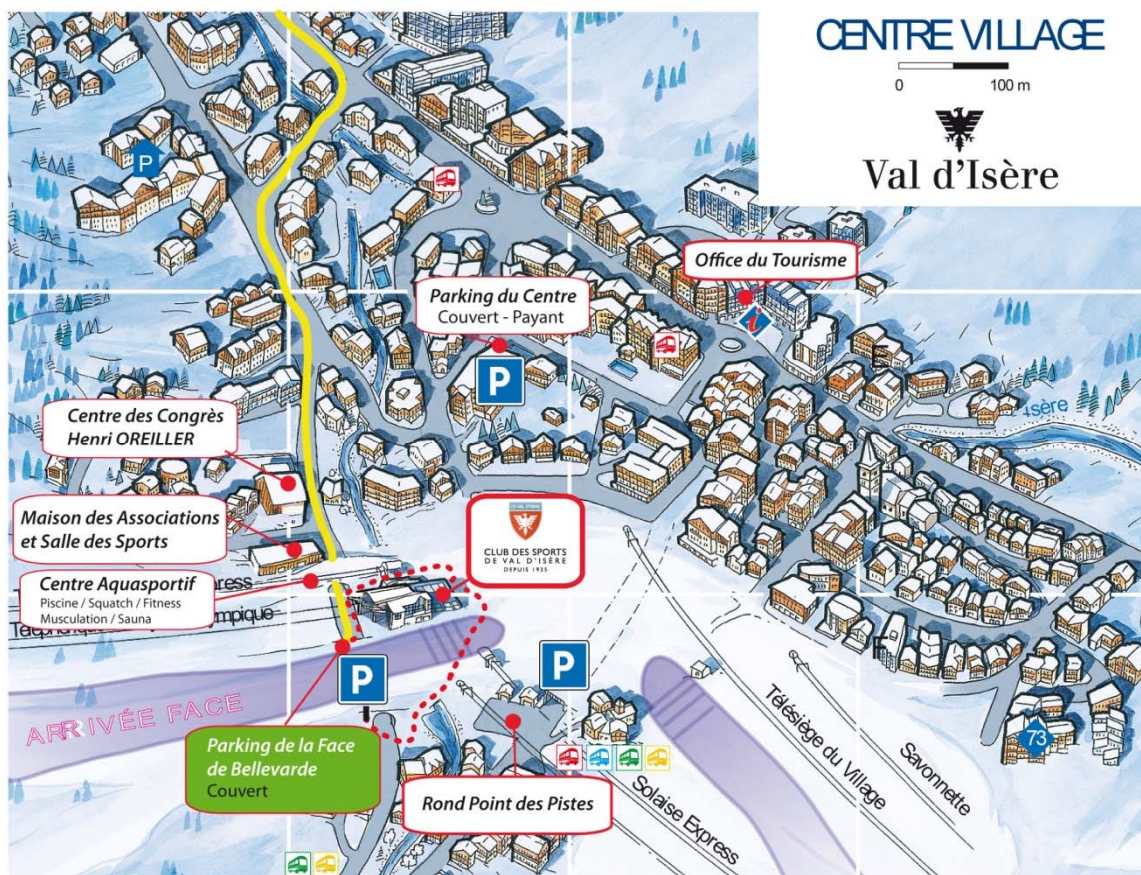 CENTRE VILLAGE
0 100 m
Val d'Isère
P
Office du Tourisme
i
Parking du Centre
Couvert - Payant
P
E
Isère
Centre des Congrès
Henri OREILLER
Maison des Associations
et Salle des Sports
CLUB DES SPORTS
DE VAL D'ISÈRE
DEPUIS 1935
Centre Aquasportif
Piscine / Squatch / Fitness
Musculation / Sauna
F
P
P
ARRIVÉE FACE
Télésiège du Village
Savonnette
73
Parking de la Face
de Bellevarde
Couvert
Rond Point des Pistes
Solaise Express